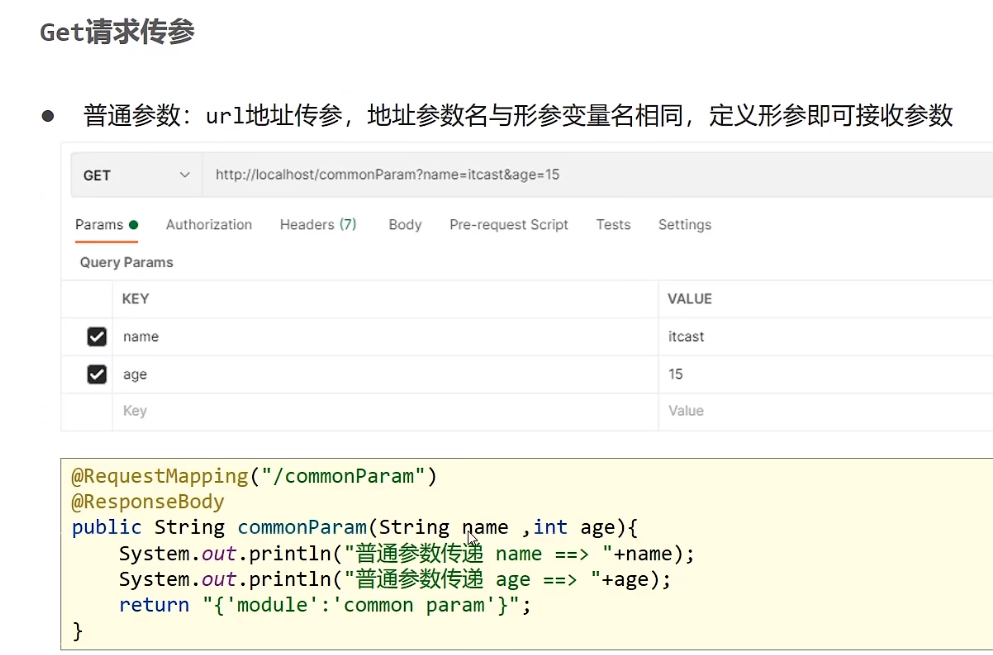 Get请求传参
● 普通参数：url地址传参，地址参数名与形参变量名相同，定义形参即可接收参数
GET http://localhost/commonParam?name=itcast&age=15
Params Authorization Headers (7) Body Pre-request Script Tests Settings
Query Params
KEY VALUE
name itcast
age 15
Key Value
@RequestMapping("/commonParam")
@ResponseBody
public String commonParam(String name ,int age){
    System.out.println("普通参数传递 name ==> "+name);
    System.out.println("普通参数传递 age ==> "+age);
    return "{'module':'common param'}";
}